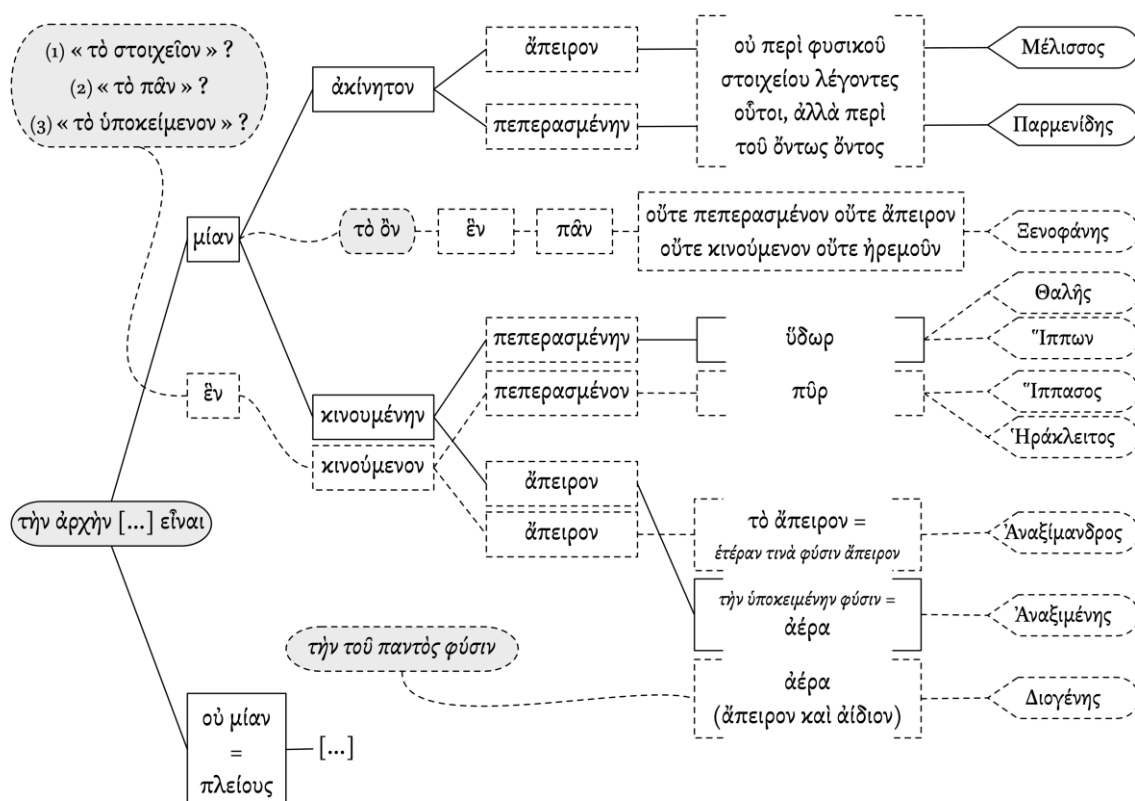 (1) « τὸ στοιχεῖον » ?
(2) « τὸ πᾶν » ?
(3) « τὸ ὑποκείμενον » ?
ἀκίνητον
ἄπειρον
πεπερασμένην
οὐ περὶ φυσικοῦ
στοιχείου λέγοντες
οὗτοι, ἀλλὰ περὶ
τοῦ ὄντως ὄντος
Μέλισσος
Παρμενίδης
μίαν
τὸ ὂν
ἓν
πᾶν
οὔτε πεπερασμένον οὔτε ἄπειρον
οὔτε κινούμενον οὔτε ἠρεμοῦν
Ξενοφάνης
πεπερασμένην
ὕδωρ
Θαλῆς
Ἵππων
ἓν
κινουμένην
κινούμενον
πεπερασμένον
πῦρ
Ἵππασος
Ἡράκλειτος
τὴν ἀρχὴν [...] εἶναι
ἄπειρον
ἄπειρον
τὸ ἄπειρον =
ἑτέραν τινὰ φύσιν ἄπειρον
Ἀναξίμανδρος
τὴν ὑποκειμένην φύσιν =
ἀέρα
Ἀναξιμένης
τὴν τοῦ παντὸς φύσιν
ἀέρα
(ἄπειρον καὶ ἀίδιον)
Διογένης
οὐ μίαν
=
πλείους
[...]